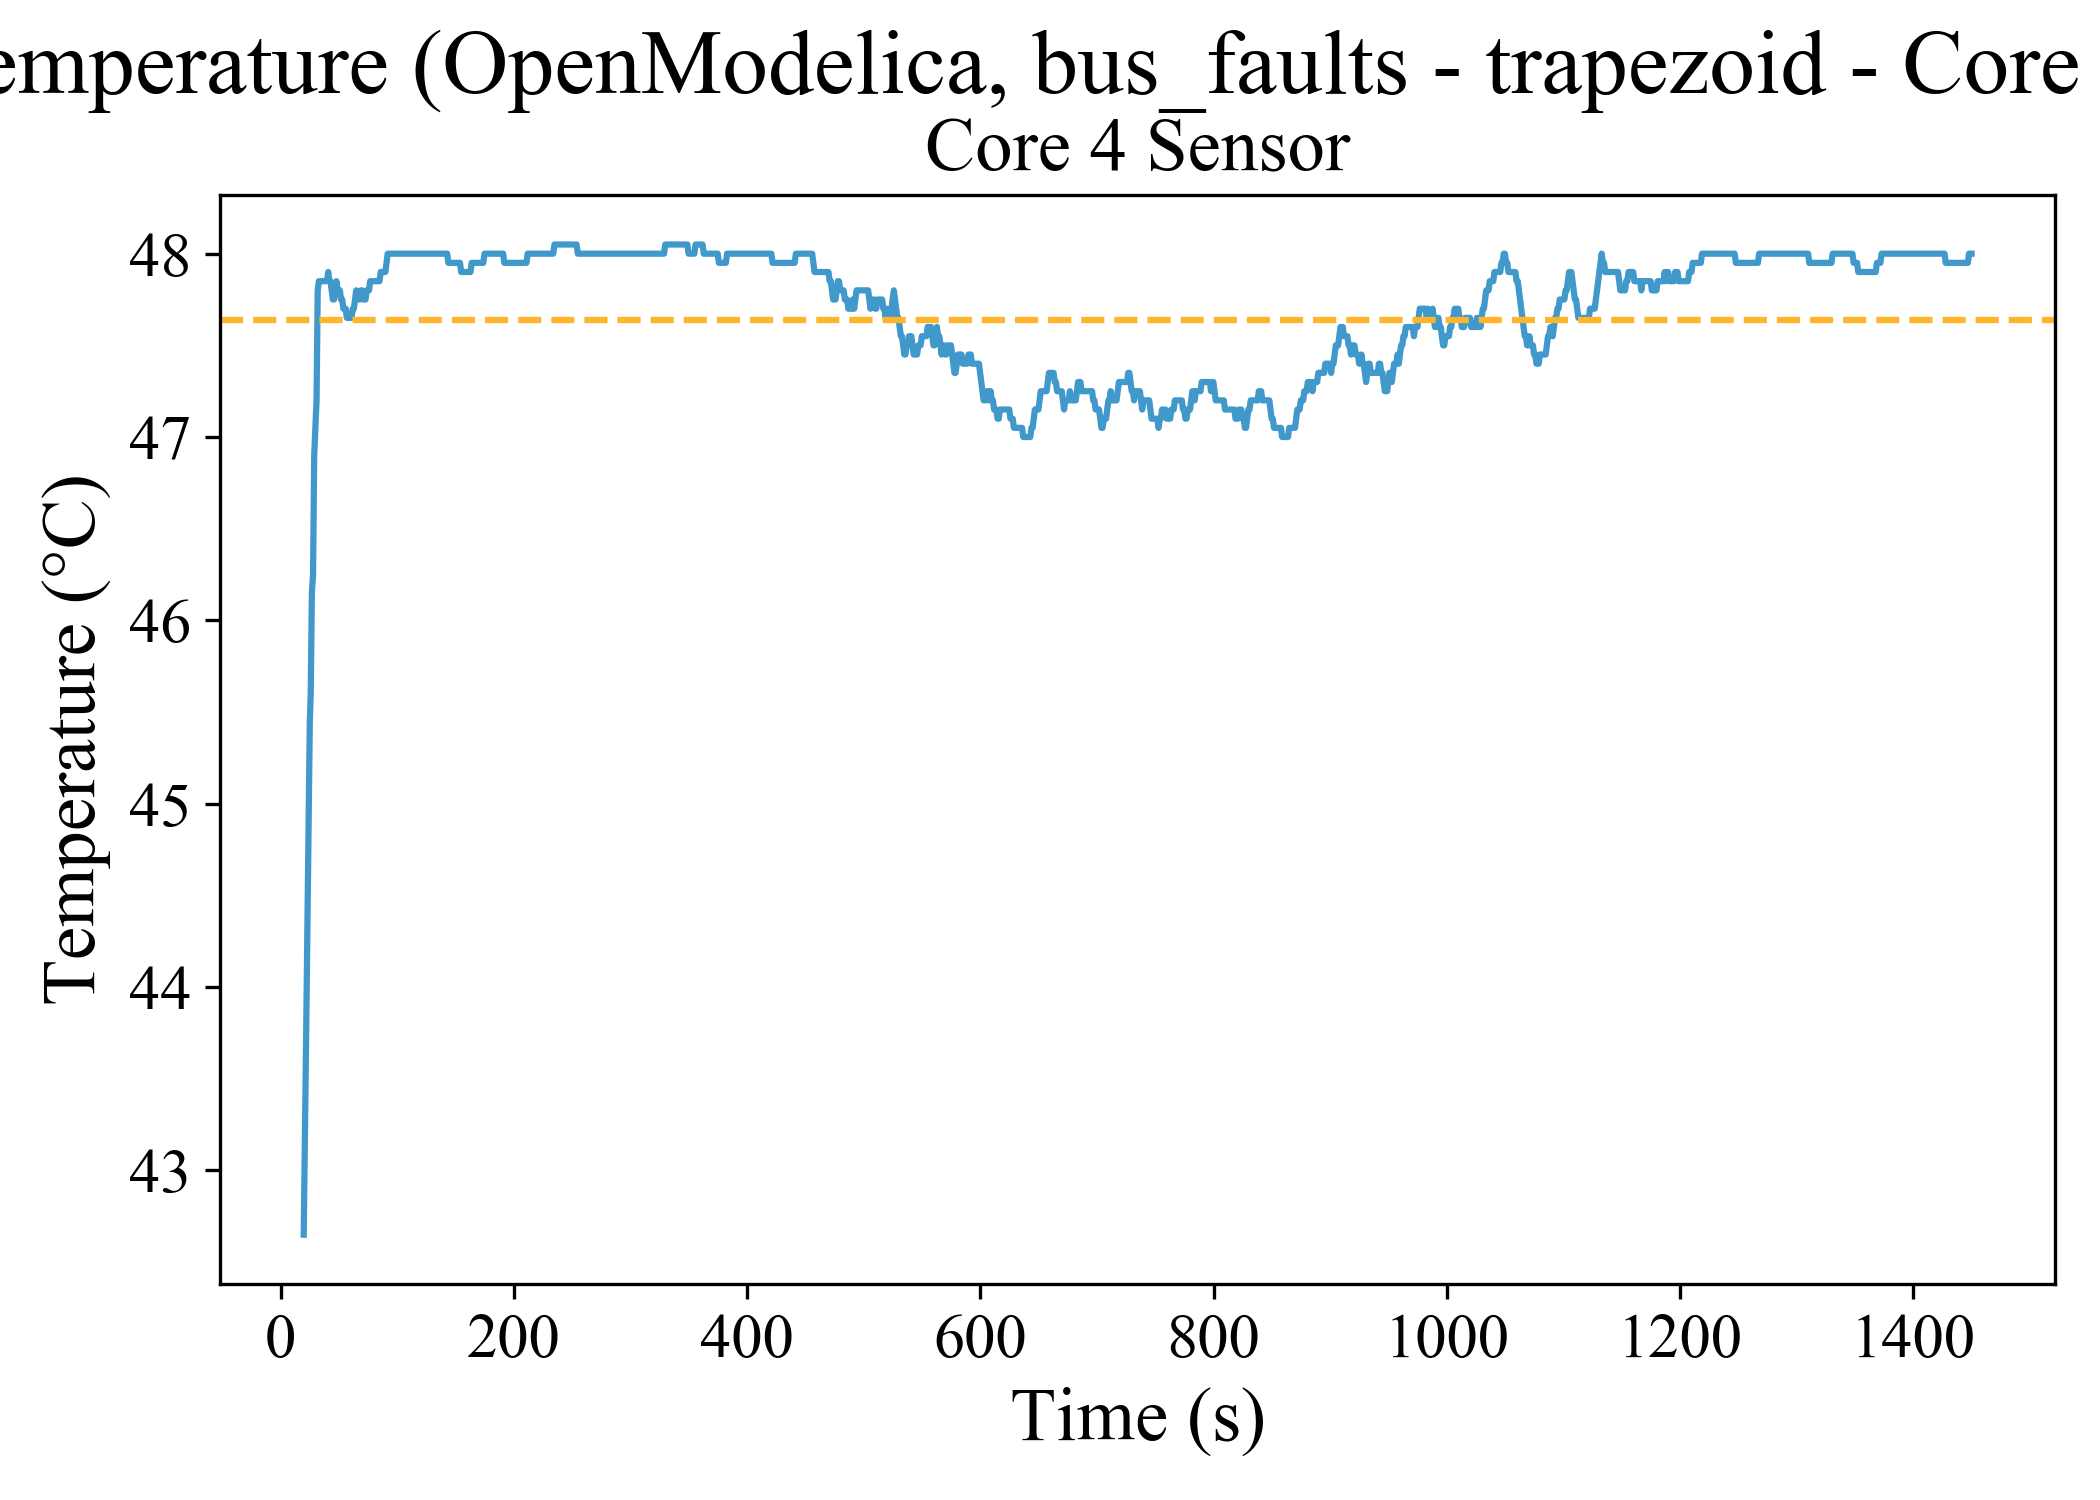 emperature (OpenModelica, bus_faults - trapezoid - Core
Core 4 Sensor
48
47
46
45
44
43
Temperature (°C)
0 200 400 600 800 1000 1200 1400
Time (s)